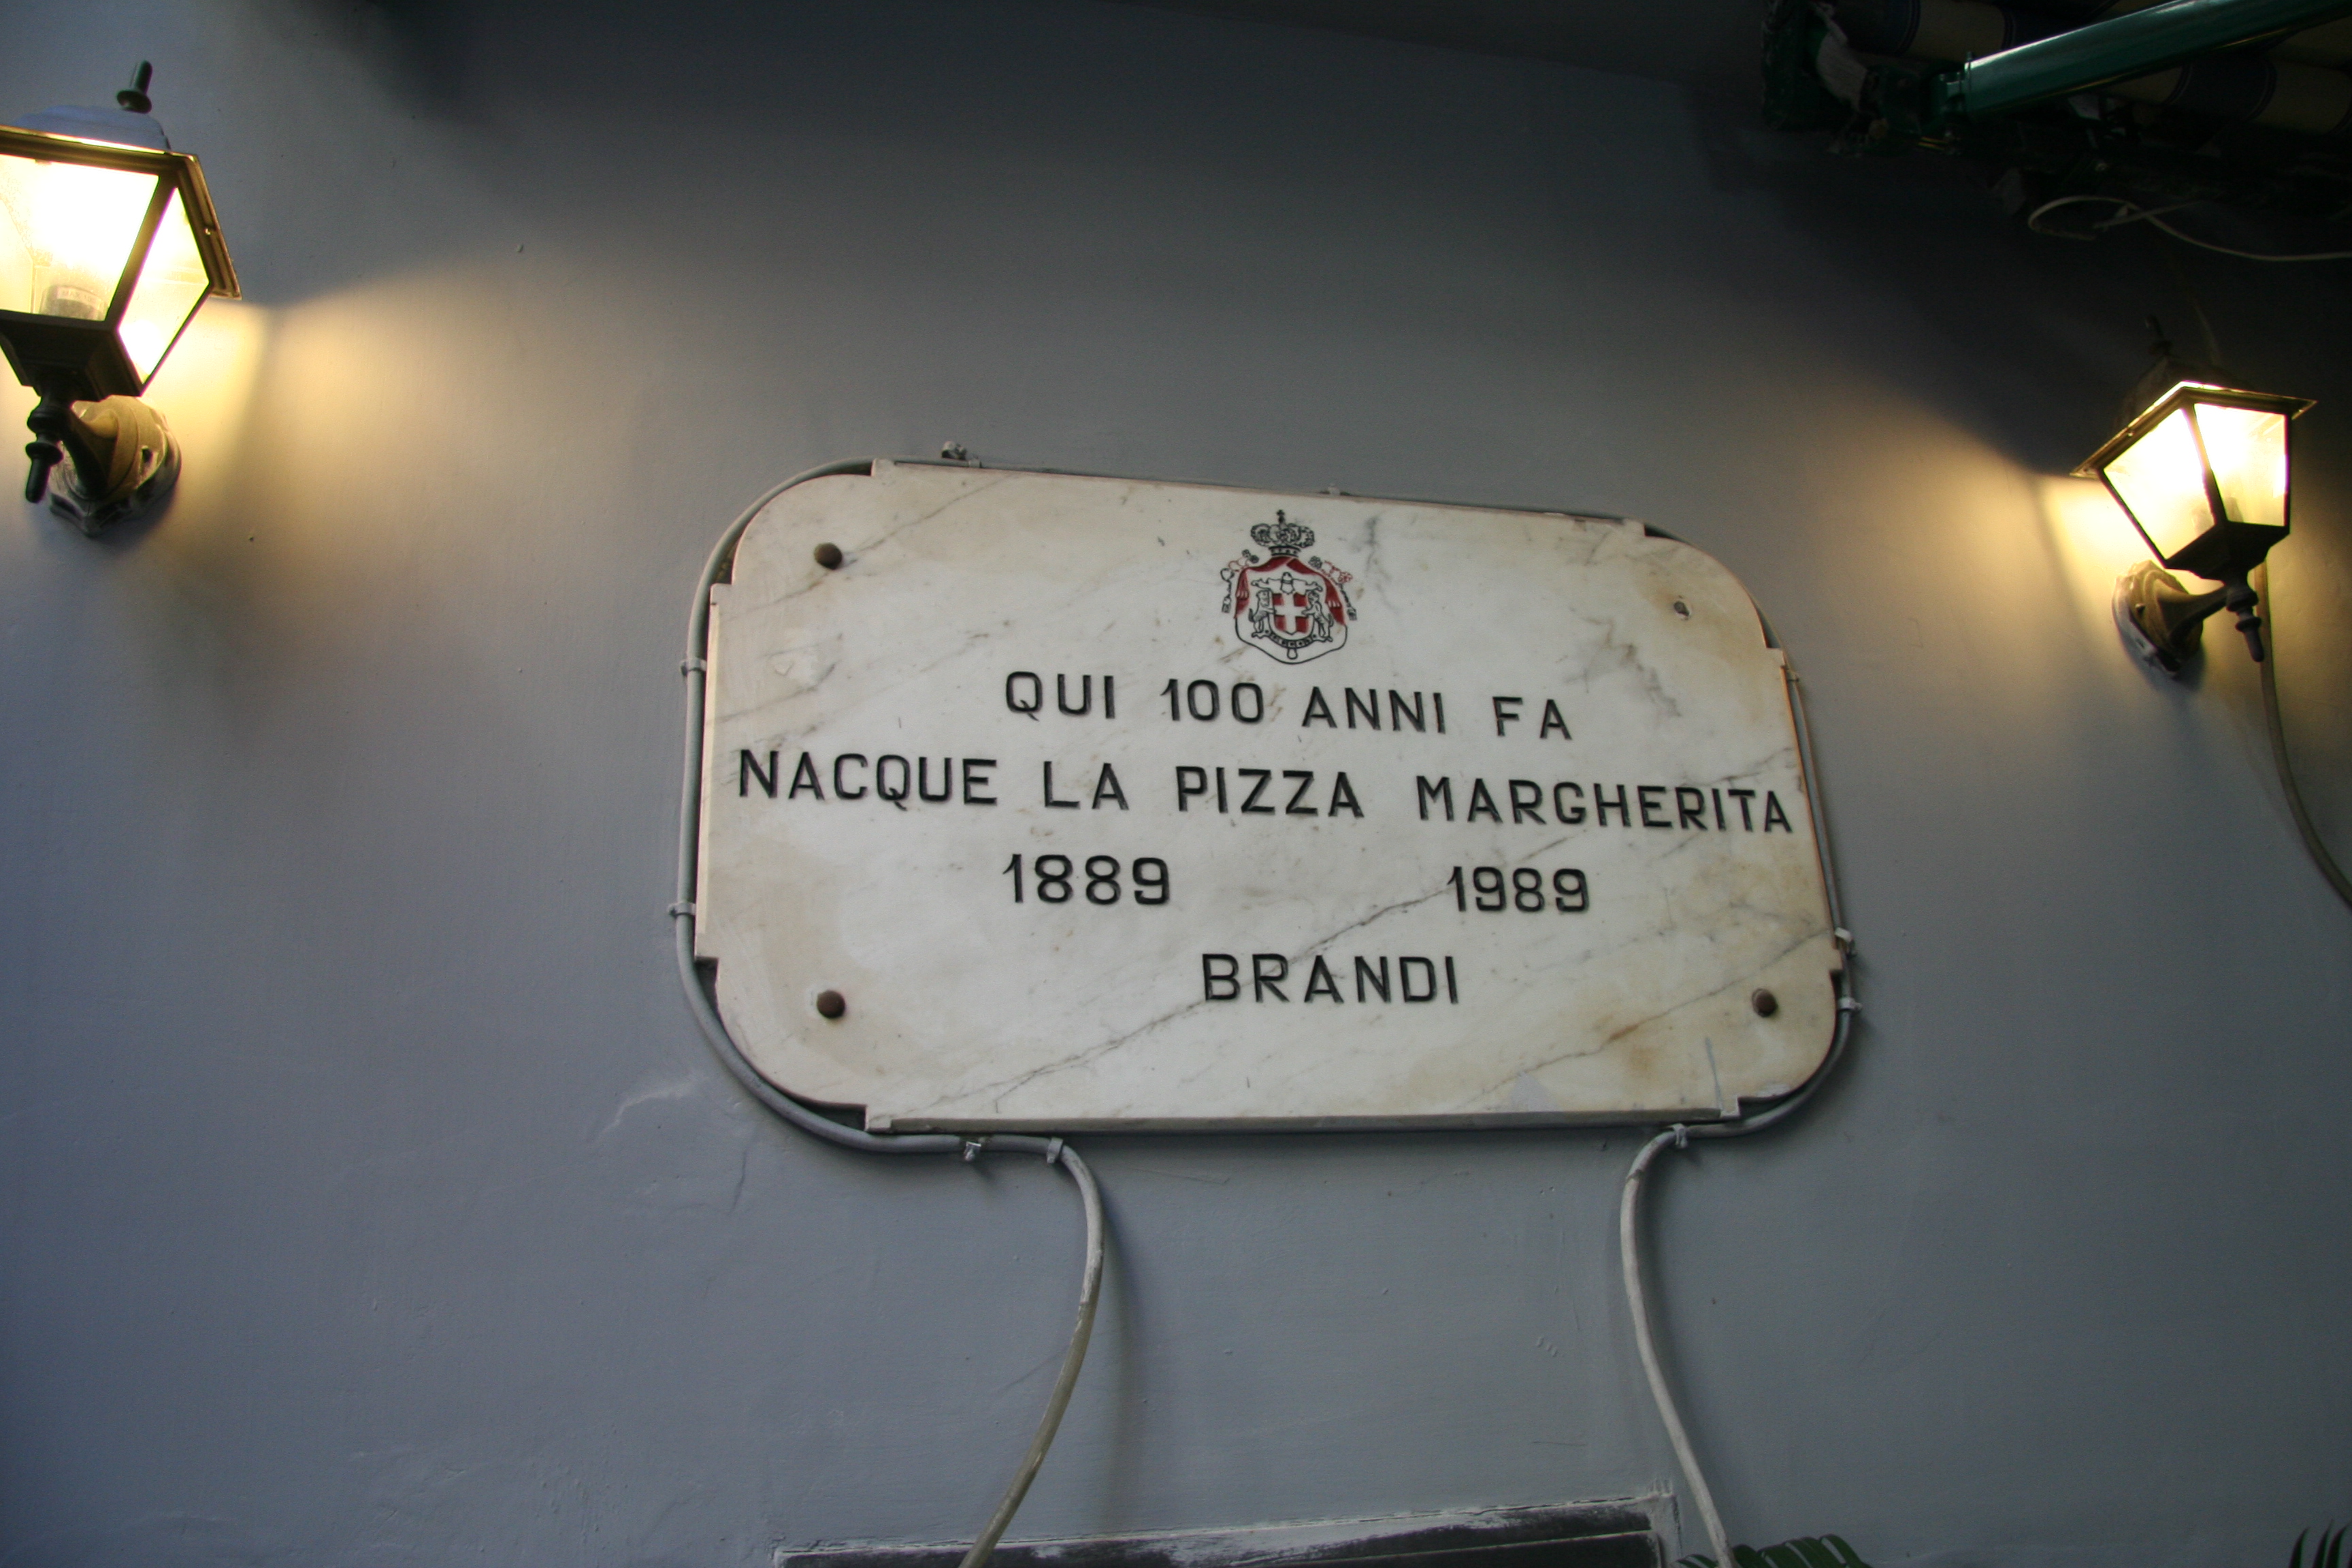 QUI 100 ANNI FA
NACQUE LA PIZZA MARGHERITA
1889 1989
BRANDI